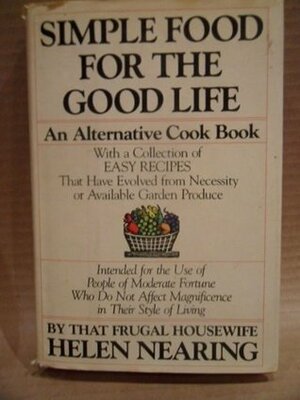 SIMPLE FOOD
FOR THE
GOOD LIFE
An Alternative Cook Book
With a Collection of
EASY RECIPES
That Have Evolved from Necessity
or Available Garden Produce
Intended for the Use of
People of Moderate Fortune
Who Do Not Affect Magnificence
in Their Style of Living
BY THAT FRUGAL HOUSEWIFE
HELEN NEARING